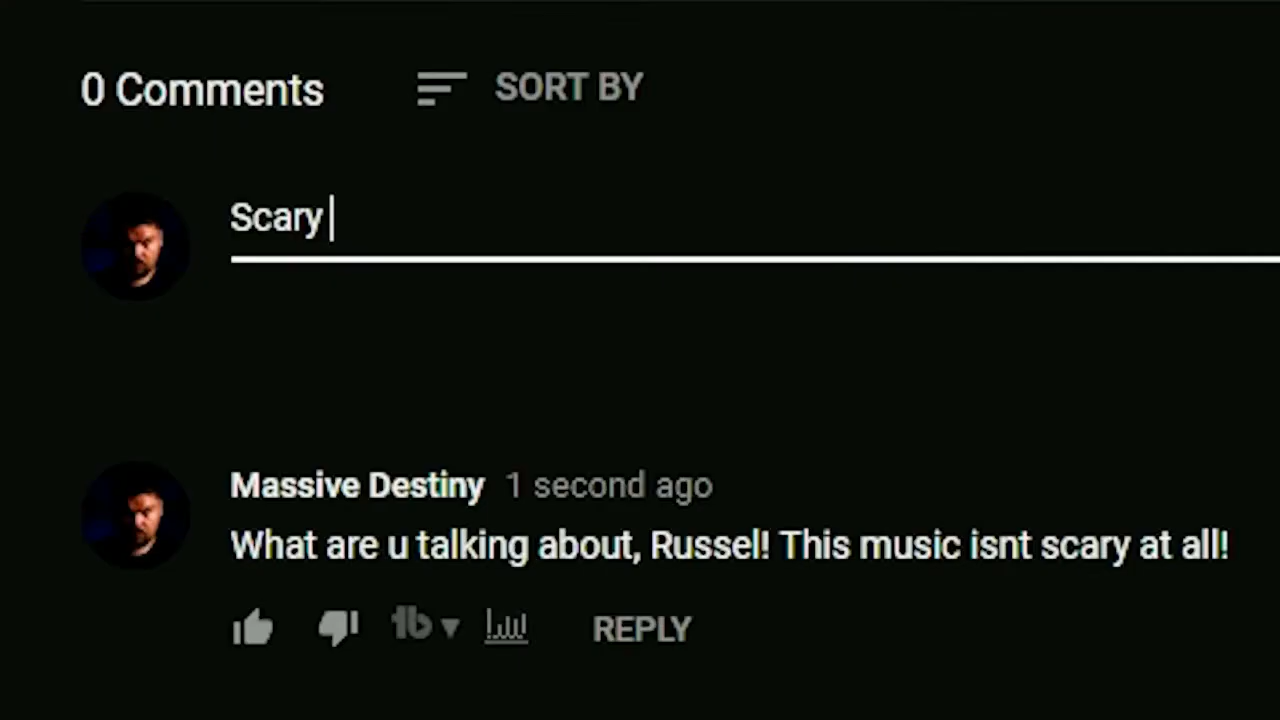 0 Comments SORT BY
Scary
Massive Destiny 1 second ago
What are u talking about, Russel! This music isnt scary at all!
REPLY